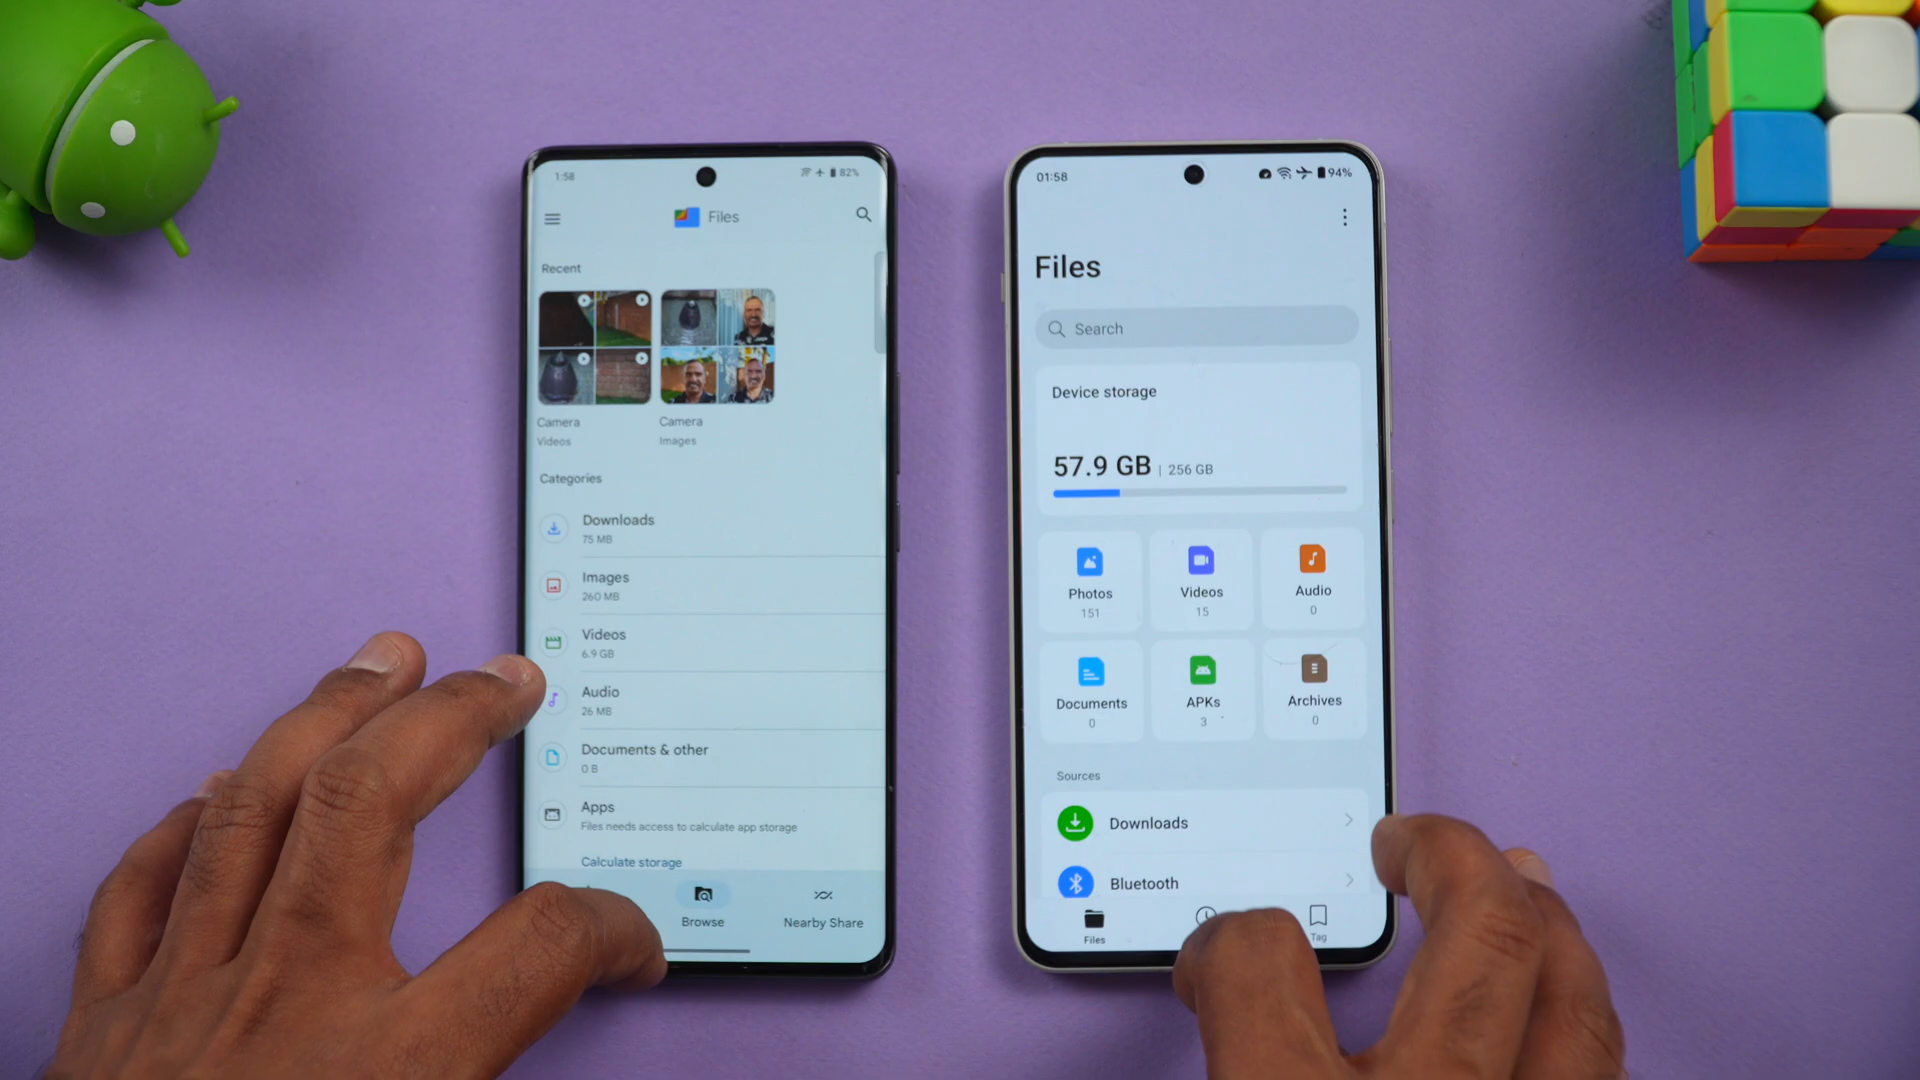 1:58
82%
Files
Recent
Camera
Videos
Camera
Images
Categories
Downloads
75 MB
Images
260 MB
Videos
6.9 GB
Audio
26 MB
Documents & other
0 B
Apps
Files needs access to calculate app storage
Calculate storage
Browse
Nearby Share
01:58
94%
Files
Search
Device storage
57.9 GB | 256 GB
Photos
151
Videos
15
Audio
0
Documents
0
APKs
3
Archives
0
Sources
Downloads
Bluetooth
Files
Tag